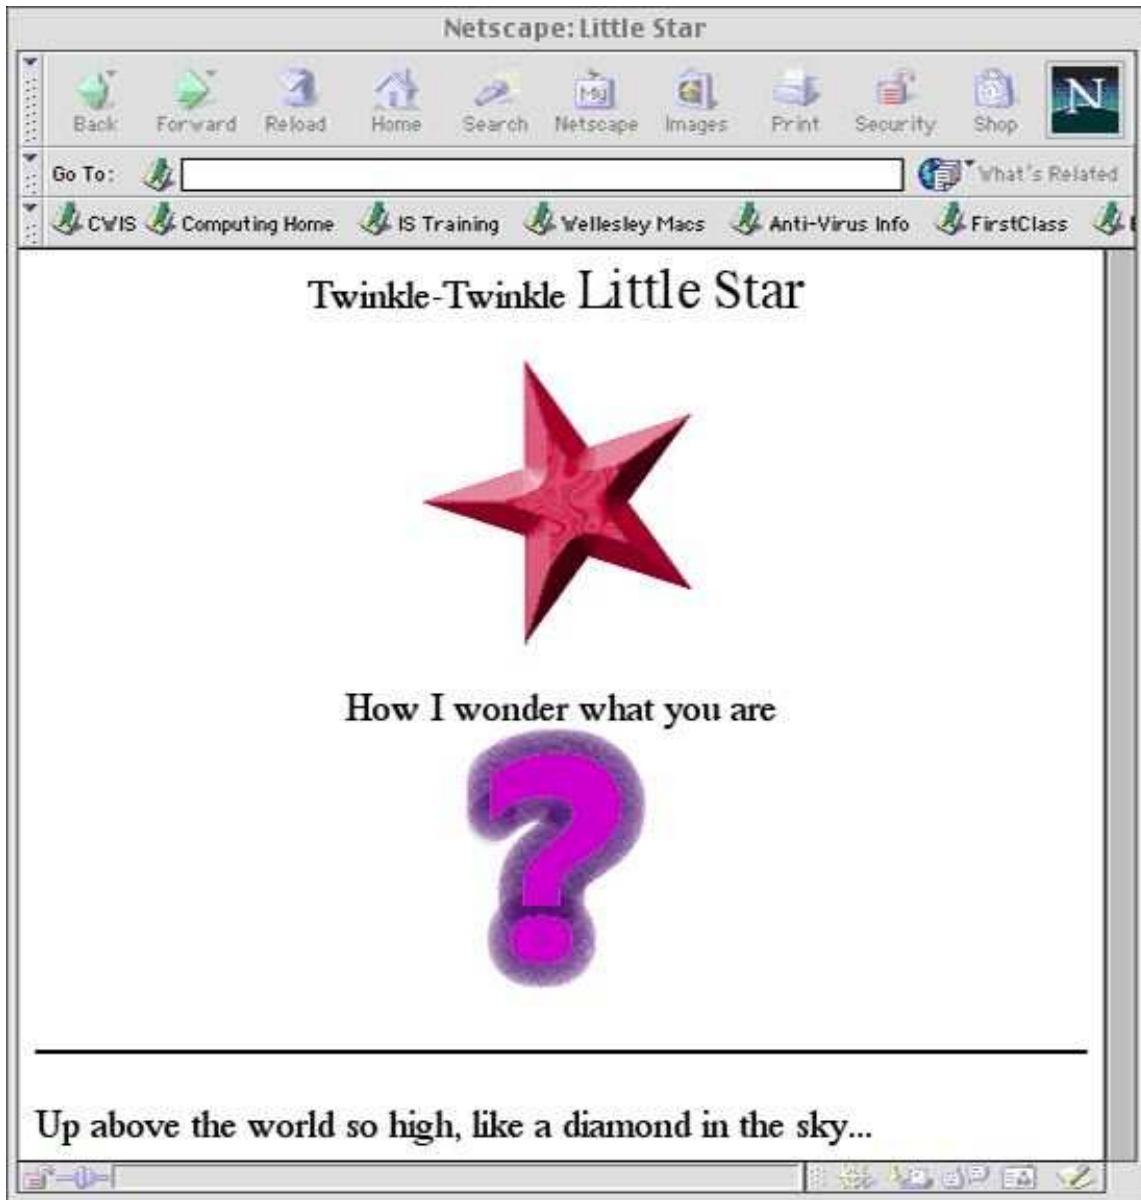 Netscape: Little Star
Back Forward Reload Home Search Netscape Images Print Security Shop
My
N
Go To: What's Related
CWIS Computing Home IS Training Wellesley Macs Anti-Virus Info FirstClass
Twinkle-Twinkle Little Star
How I wonder what you are
?
Up above the world so high, like a diamond in the sky...